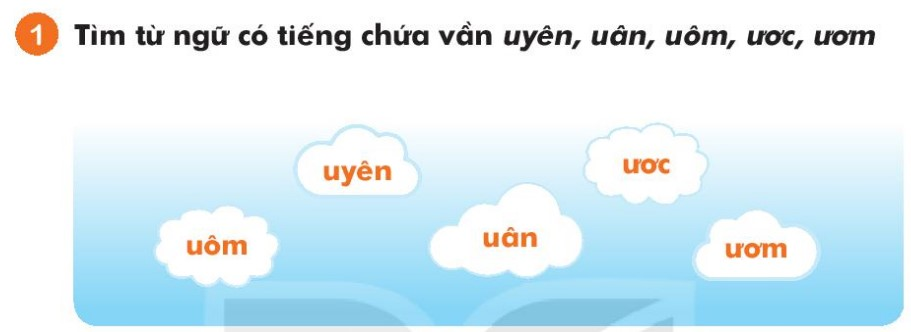 1 Tìm từ ngữ có tiếng chứa vần uyên, uân, uôm, ươc, ươm
uyên
ươc
uôm
uân
ươm